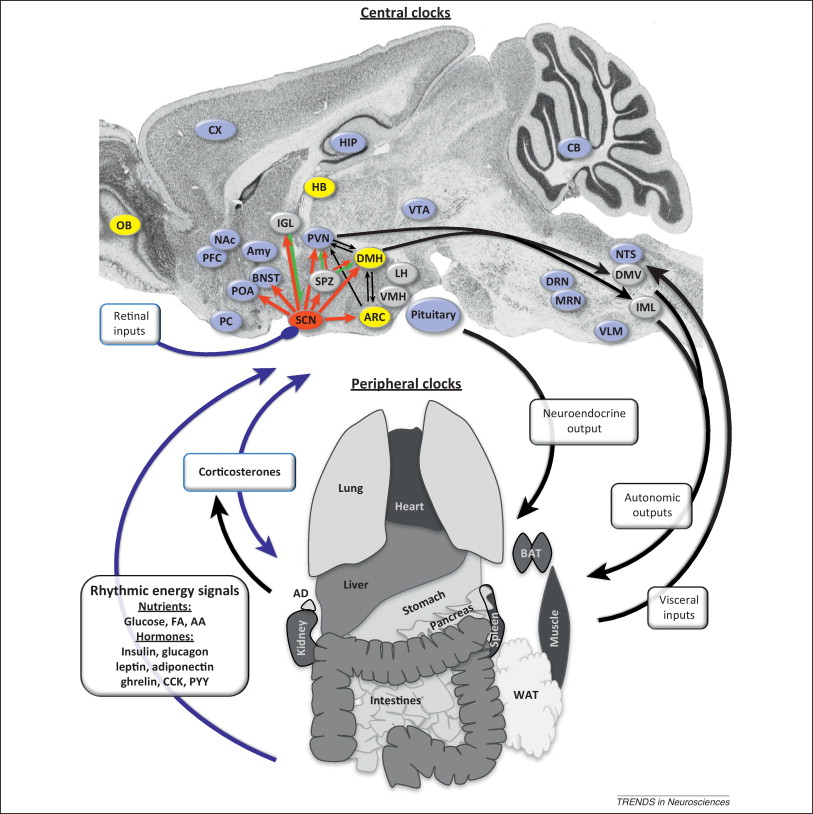 Central clocks
CX
HIP
CB
HB
OB
IGL
VTA
NAc
PVN
PFC
Amy
DMH
NTS
BNST
SPZ
LH
DMV
POA
VMH
DRN
MRN
IML
PC
SCN
ARC
Pituitary
VLM
Retinal
inputs
Peripheral clocks
Neuroendocrine
output
Corticosterones
Lung
Heart
Autonomic
outputs
BAT
Liver
Rhythmic energy signals
Nutrients:
Glucose, FA, AA
Hormones:
Insulin, glucagon
leptin, adiponectin
ghrelin, CCK, PYY
AD
Stomach
Pancreas
Kidney
Spleen
Muscle
Visceral
inputs
WAT
Intestines
TRENDS in Neurosciences